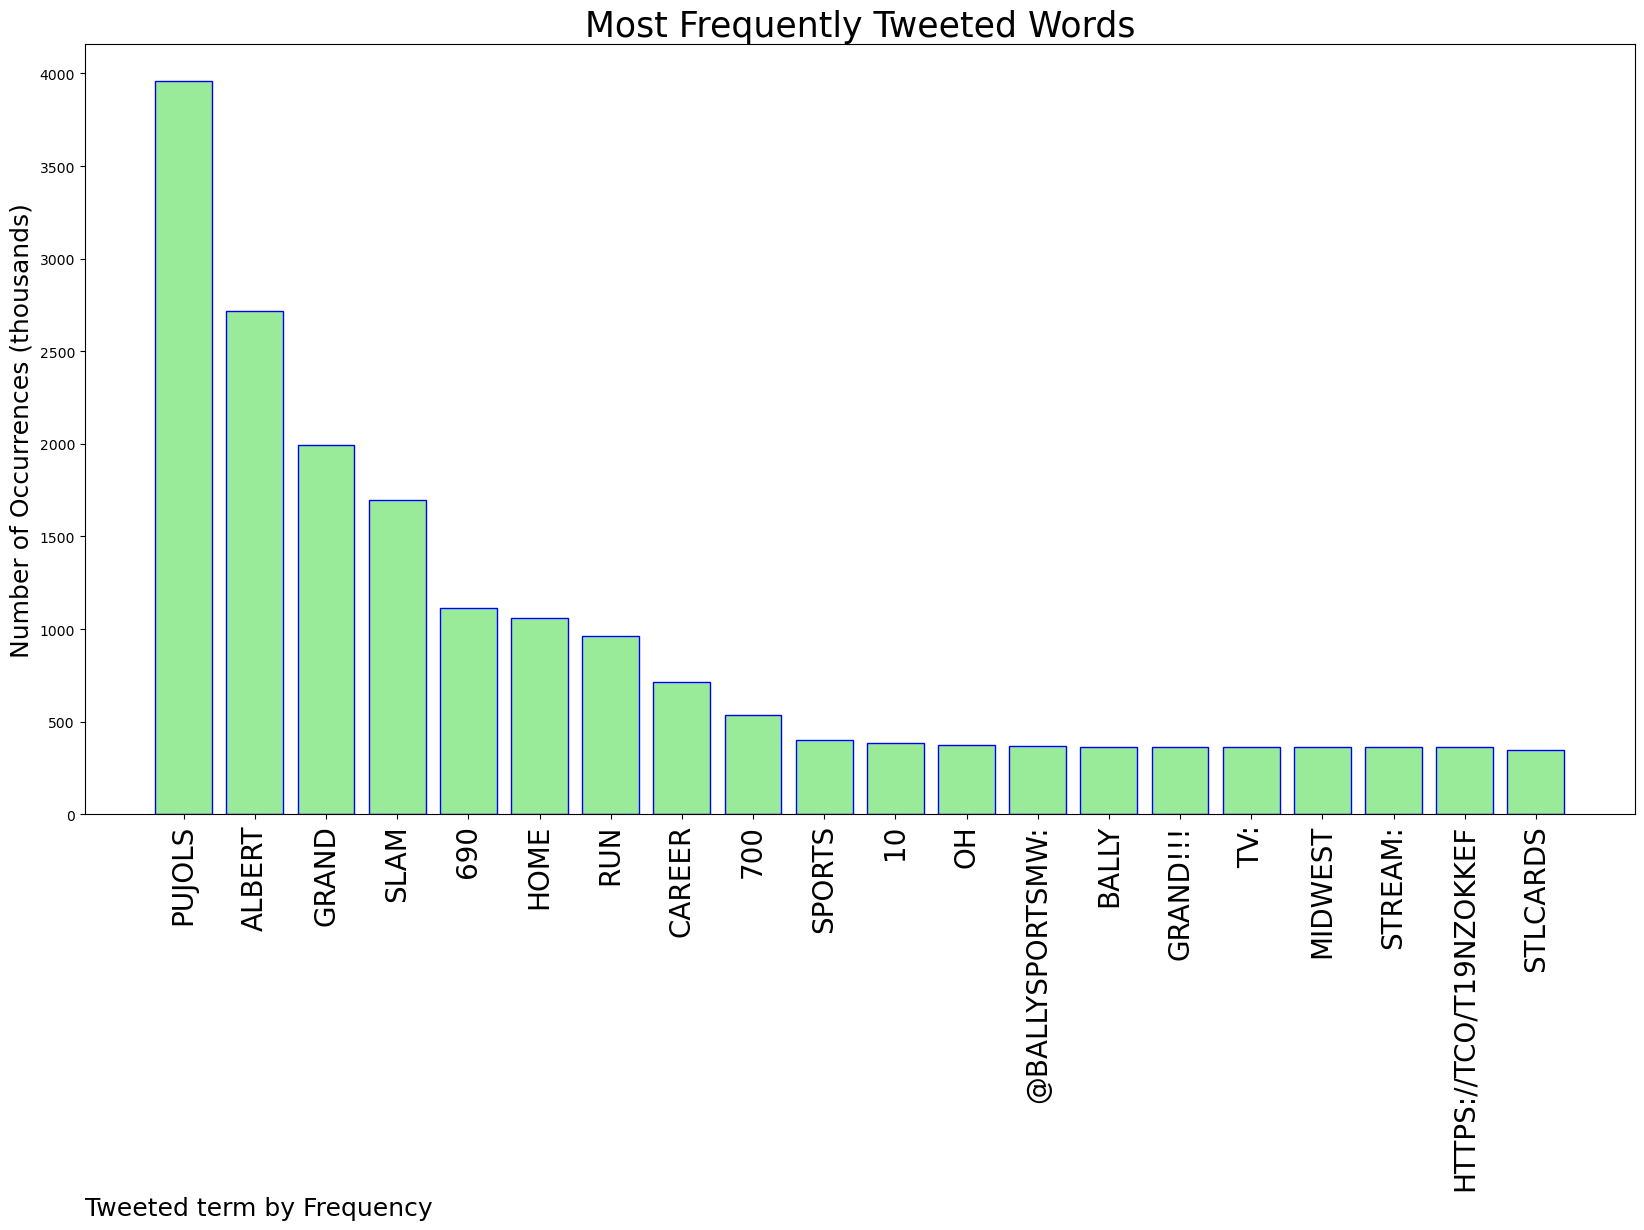 Most Frequently Tweeted Words
Number of Occurrences (thousands)
4000
3500
3000
2500
2000
1500
1000
500
0
PUJOLS
ALBERT
GRAND
SLAM
690
HOME
RUN
CAREER
700
SPORTS
10
OH
@BALLYSPORTSMW:
BALLY
GRAND!!!
TV:
MIDWEST
STREAM:
HTTPS://TCO/T19NZOKKEF
STLCARDS
Tweeted term by Frequency